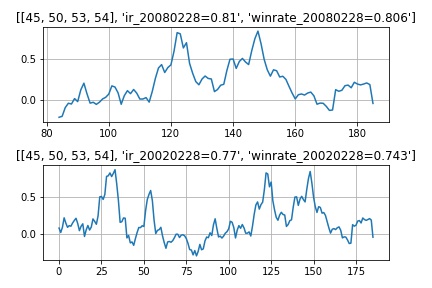 [[45, 50, 53, 54], 'ir_20080228=0.81', 'winrate_20080228=0.806']
0.5
0.0
80 100 120 140 160 180
[[45, 50, 53, 54], 'ir_20020228=0.77', 'winrate_20020228=0.743']
0.5
0.0
0 25 50 75 100 125 150 175